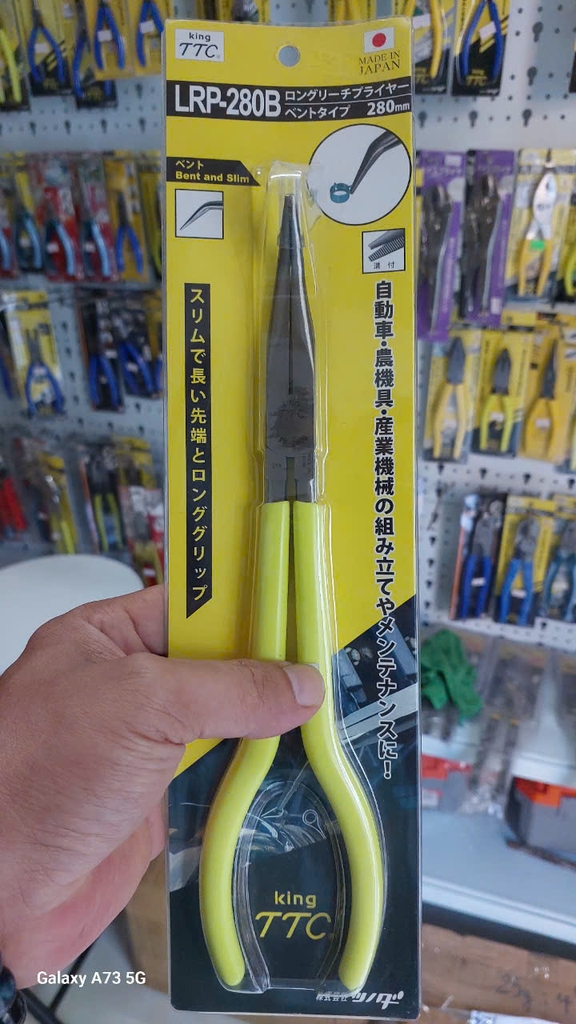 king
TTC
MADE IN
JAPAN
LRP-280B
ロングリーチプライヤー
ベントタイプ 280mm
ベント
Bent and Slim
溝付
スリムで長い先端とロンググリップ
自動車・農機具・産業機械の組み立てやメンテナンスに!
TTC
king
TTC
株式会社 ツノダ
Galaxy A73 5G